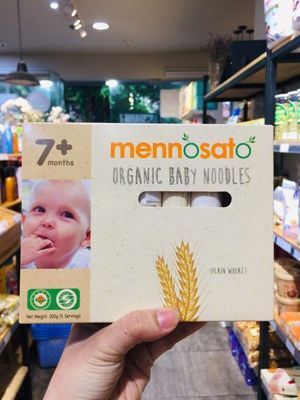 7+
months
mennosato
ORGANIC BABY NOODLES
(PLAIN WHEAT)
Net Weight: 200g (5 Servings)